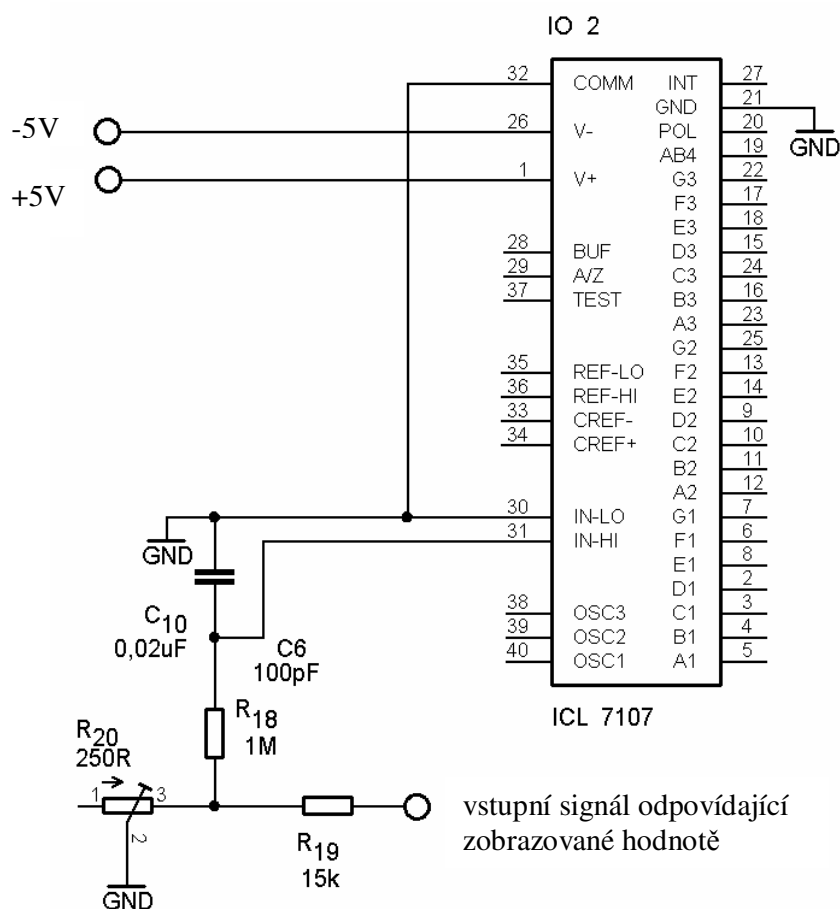 IO 2
-5V
+5V
32
26
1
28
29
37
35
36
33
34
30
31
38
39
40
COMM
V-
V+
BUF
A/Z
TEST
REF-LO
REF-HI
CREF-
CREF+
IN-LO
IN-HI
OSC3
OSC2
OSC1
INT
GND
POL
AB4
G3
F3
E3
D3
C3
B3
A3
G2
F2
E2
D2
C2
B2
A2
G1
F1
E1
D1
C1
B1
A1
27
21
20
19
22
17
18
15
24
16
23
25
13
14
9
10
11
12
7
6
8
2
3
4
5
GND
ICL 7107
GND
C10
0,02uF
C6
100pF
R18
1M
R20
250R
1
3
2
GND
R19
15k
vstupní signál odpovídající
zobrazované hodnotě